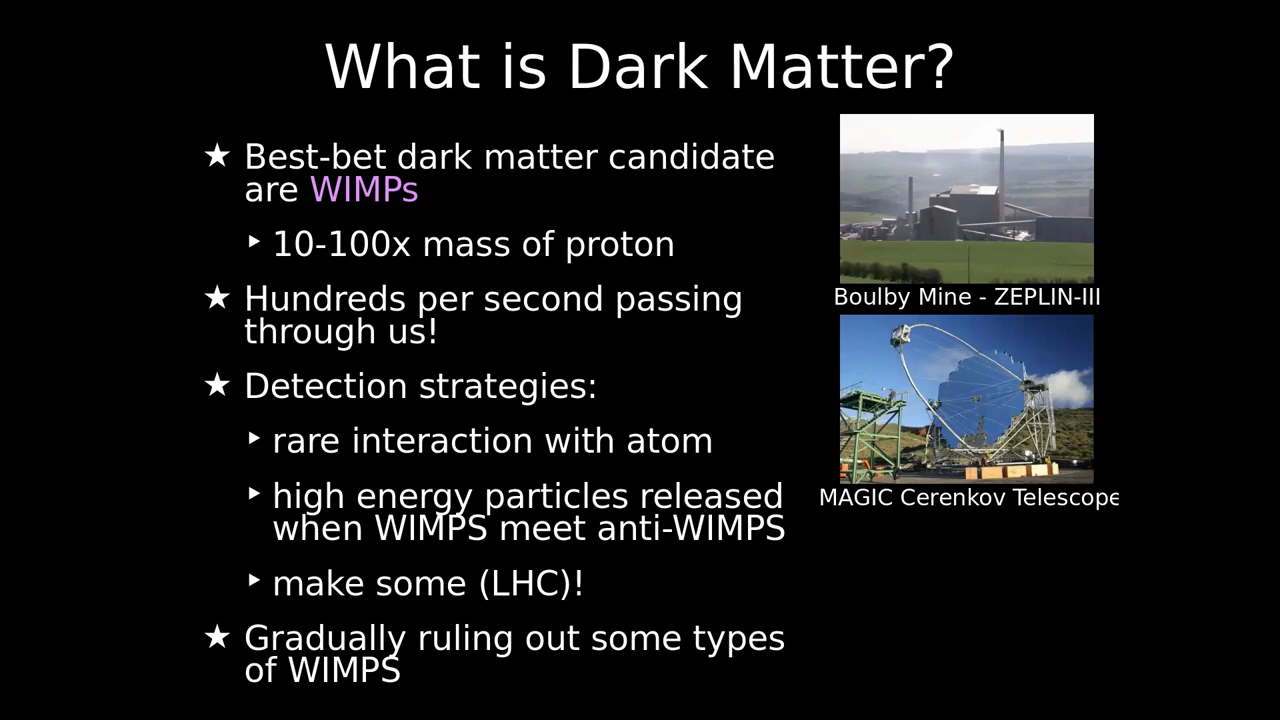 What is Dark Matter?
★ Best-bet dark matter candidate
are WIMPs
‣ 10-100x mass of proton
★ Hundreds per second passing
through us!
★ Detection strategies:
‣ rare interaction with atom
‣ high energy particles released
when WIMPS meet anti-WIMPS
‣ make some (LHC)!
★ Gradually ruling out some types
of WIMPS
Boulby Mine - ZEPLIN-III
MAGIC Cerenkov Telescope